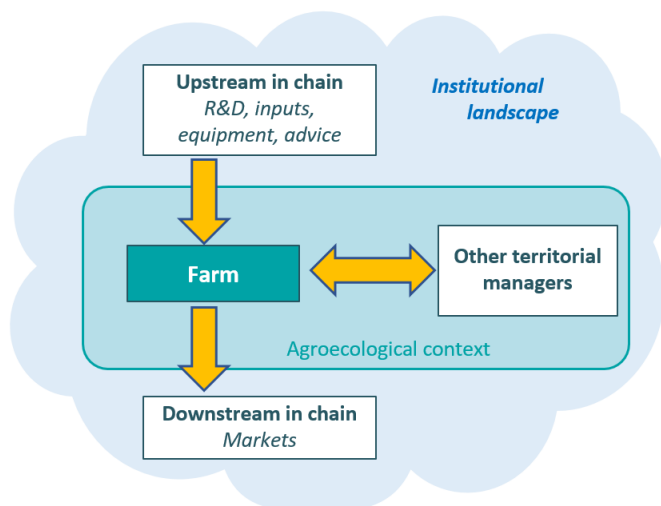 Upstream in chain
R&D, inputs,
equipment, advice
Institutional
landscape
Farm
Other territorial
managers
Agroecological context
Downstream in chain
Markets